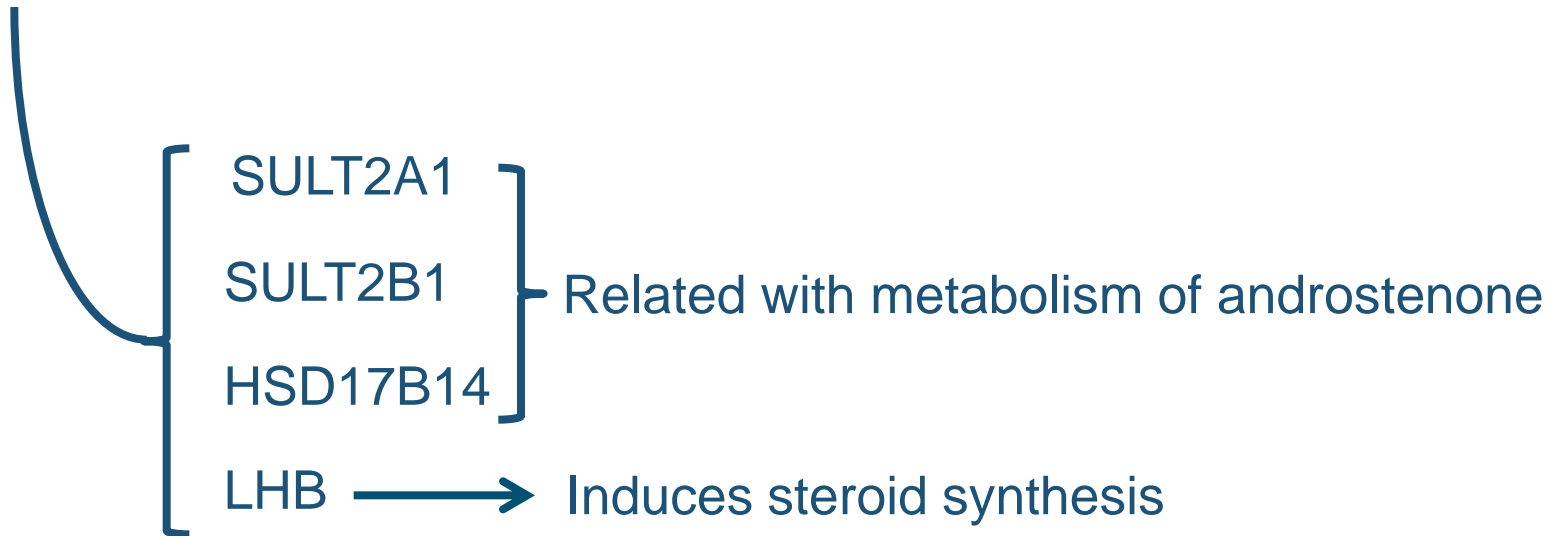 SULT2A1
SULT2B1
Related with metabolism of androstenone
HSD17B14
LHB
Induces steroid synthesis